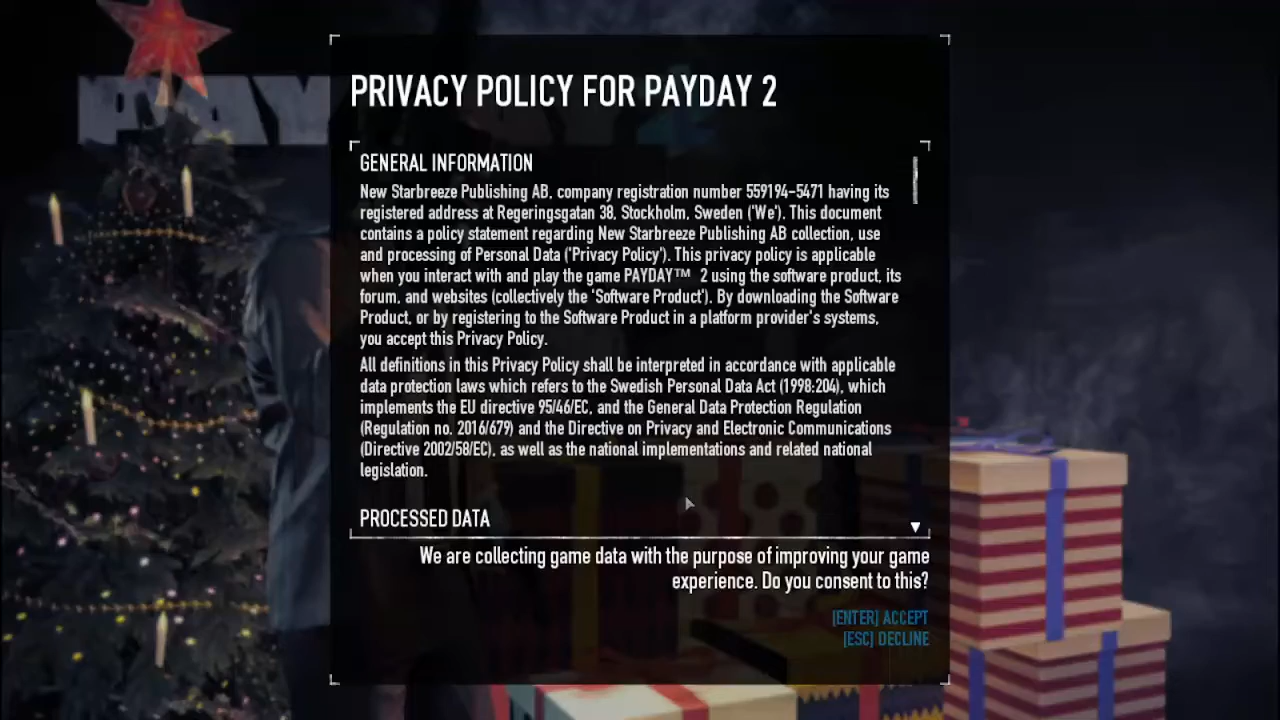 PAY
PRIVACY POLICY FOR PAYDAY 2
GENERAL INFORMATION
New Starbreeze Publishing AB, company registration number 559194-5471 having its
registered address at Regeringsgatan 38, Stockholm, Sweden ('We'). This document
contains a policy statement regarding New Starbreeze Publishing AB collection, use
and processing of Personal Data ('Privacy Policy'). This privacy policy is applicable
when you interact with and play the game PAYDAY™ 2 using the software product, its
forum, and websites (collectively the 'Software Product'). By downloading the Software
Product, or by registering to the Software Product in a platform provider's systems,
you accept this Privacy Policy.
All definitions in this Privacy Policy shall be interpreted in accordance with applicable
data protection laws which refers to the Swedish Personal Data Act (1998:204), which
implements the EU directive 95/46/EC, and the General Data Protection Regulation
(Regulation no. 2016/679) and the Directive on Privacy and Electronic Communications
(Directive 2002/58/EC), as well as the national implementations and related national
legislation.
PROCESSED DATA
We are collecting game data with the purpose of improving your game
experience. Do you consent to this?
[ENTER] ACCEPT
[ESC] DECLINE